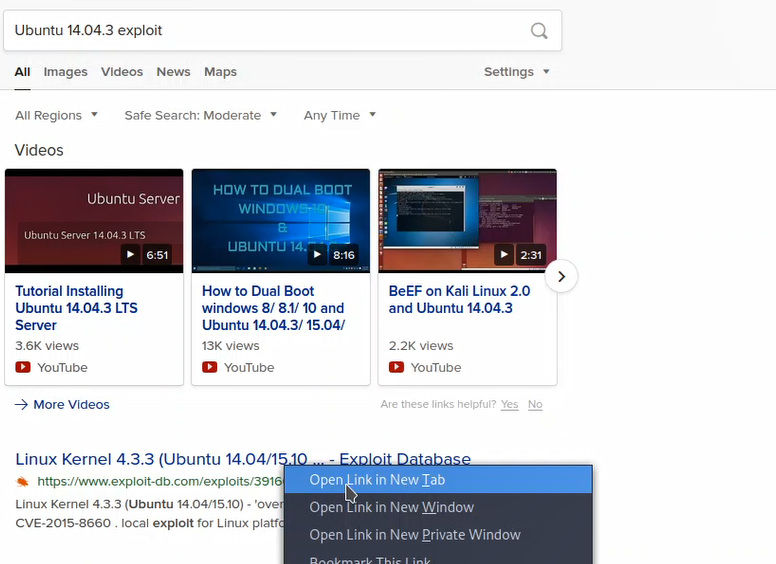 Ubuntu 14.04.3 exploit
All Images Videos News Maps Settings
All Regions Safe Search: Moderate Any Time
Videos
Ubuntu Server
Ubuntu Server 14.04.3 LTS
6:51
HOW TO DUAL BOOT
WINDOWS 10
&
UBUNTU 14.
8:16
2:31
Tutorial Installing
Ubuntu 14.04.3 LTS
Server
3.6K views
YouTube
How to Dual Boot
windows 8/ 8.1/ 10 and
Ubuntu 14.04.3/ 15.04/
13K views
YouTube
BeEF on Kali Linux 2.0
and Ubuntu 14.04.3
2.2K views
YouTube
More Videos
Are these links helpful? Yes No
Linux Kernel 4.3.3 (Ubuntu 14.04/15.10 ... - Exploit Database
https://www.exploit-db.com/exploits/39166
Linux Kernel 4.3.3 (Ubuntu 14.04/15.10) - 'over
CVE-2015-8660 . local exploit for Linux platfo
Open Link in New Tab
Open Link in New Window
Open Link in New Private Window
Bookmark This Link